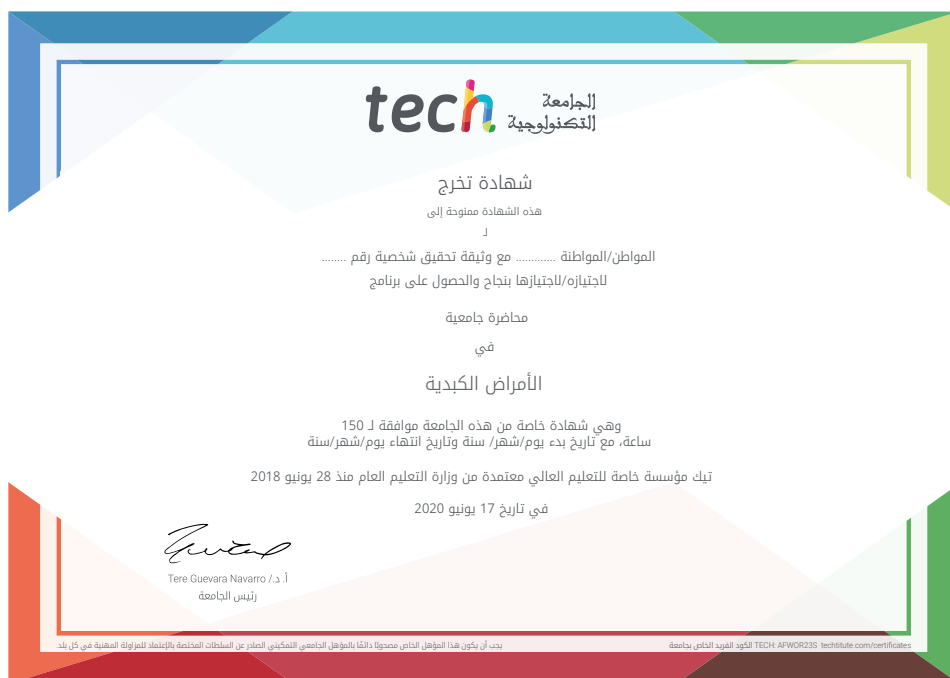 tech
الجامعة
التكنولوجية
شهادة تخرج
هذه الشهادة ممنوحة إلى
لـ
المواطن/المواطنة ............. مع وثيقة تحقيق شخصية رقم ........
لاجتيازه/لاجتيازها بنجاح والحصول على برنامج
محاضرة جامعية
في
الأمراض الكبدية
وهي شهادة خاصة من هذه الجامعة موافقة لـ 150
ساعة، مع تاريخ بدء يوم/شهر/ سنة وتاريخ انتهاء يوم/شهر/سنة
تيك مؤسسة خاصة للتعليم العالي معتمدة من وزارة التعليم العام منذ 28 يونيو 2018
في تاريخ 17 يونيو 2020
أ. د./ Tere Guevara Navarro
رئيس الجامعة
الكود الفريد الخاص بجامعة TECH: AFWOR23S techtitute.com/certificates
يجب أن يكون هذا المؤهل الخاص مصحوبًا دائمًا بالمؤهل الجامعي التمكيني الصادر عن السلطات المختصة بالإعتماد للمزاولة المهنية في كل بلد.